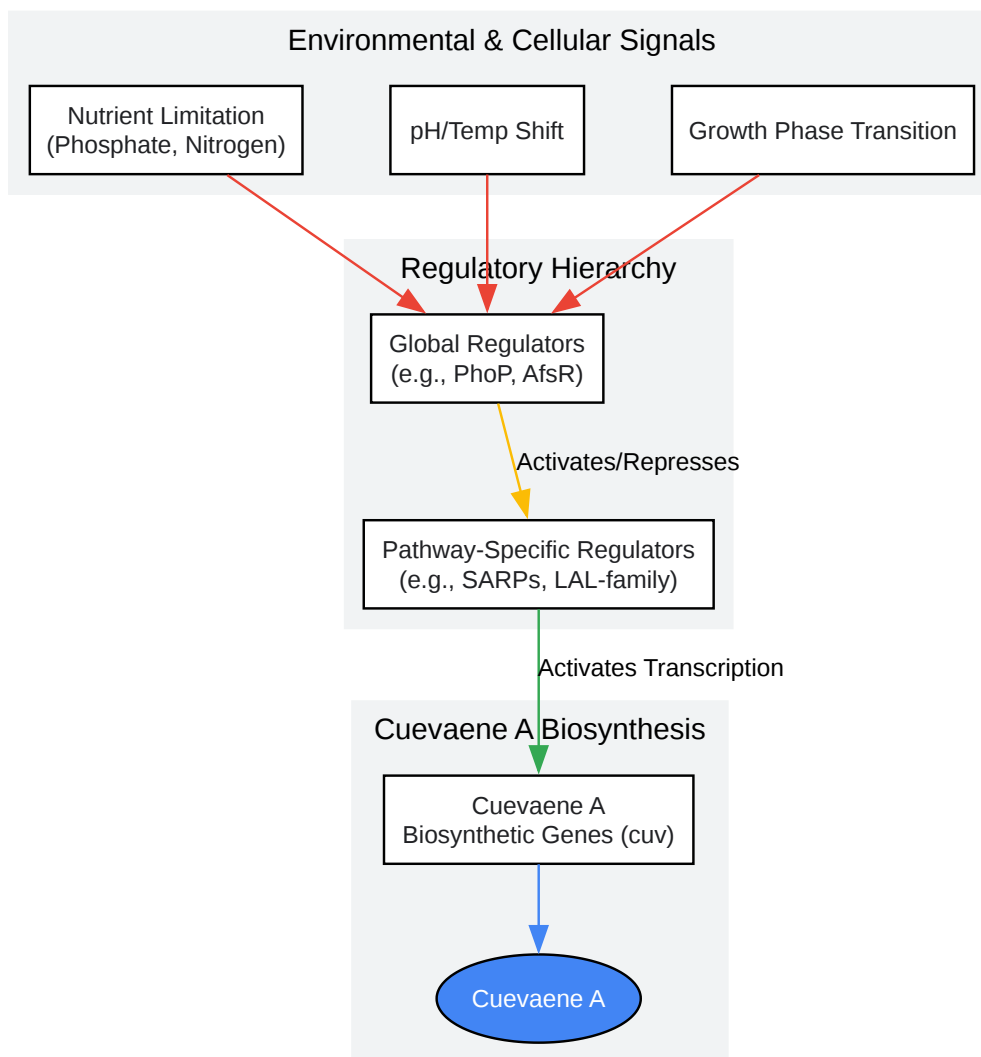 Environmental & Cellular Signals
Nutrient Limitation
(Phosphate, Nitrogen)
pH/Temp Shift
Growth Phase Transition
Regulatory Hierarchy
Global Regulators
(e.g., PhoP, AfsR)
Activates/Represses
Pathway-Specific Regulators
(e.g., SARPs, LAL-family)
Activates Transcription
Cuevaene A Biosynthesis
Cuevaene A
Biosynthetic Genes (cuv)
Cuevaene A